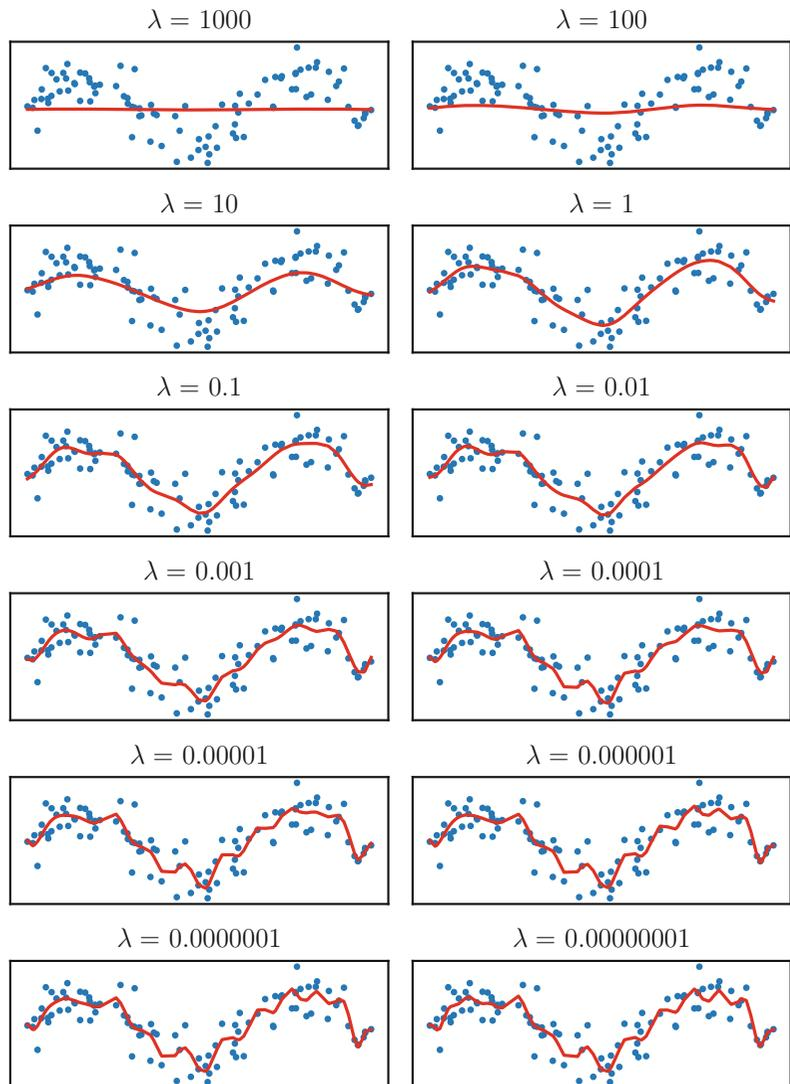 λ = 1000
λ = 100
λ = 10
λ = 1
λ = 0.1
λ = 0.01
λ = 0.001
λ = 0.0001
λ = 0.00001
λ = 0.000001
λ = 0.0000001
λ = 0.00000001